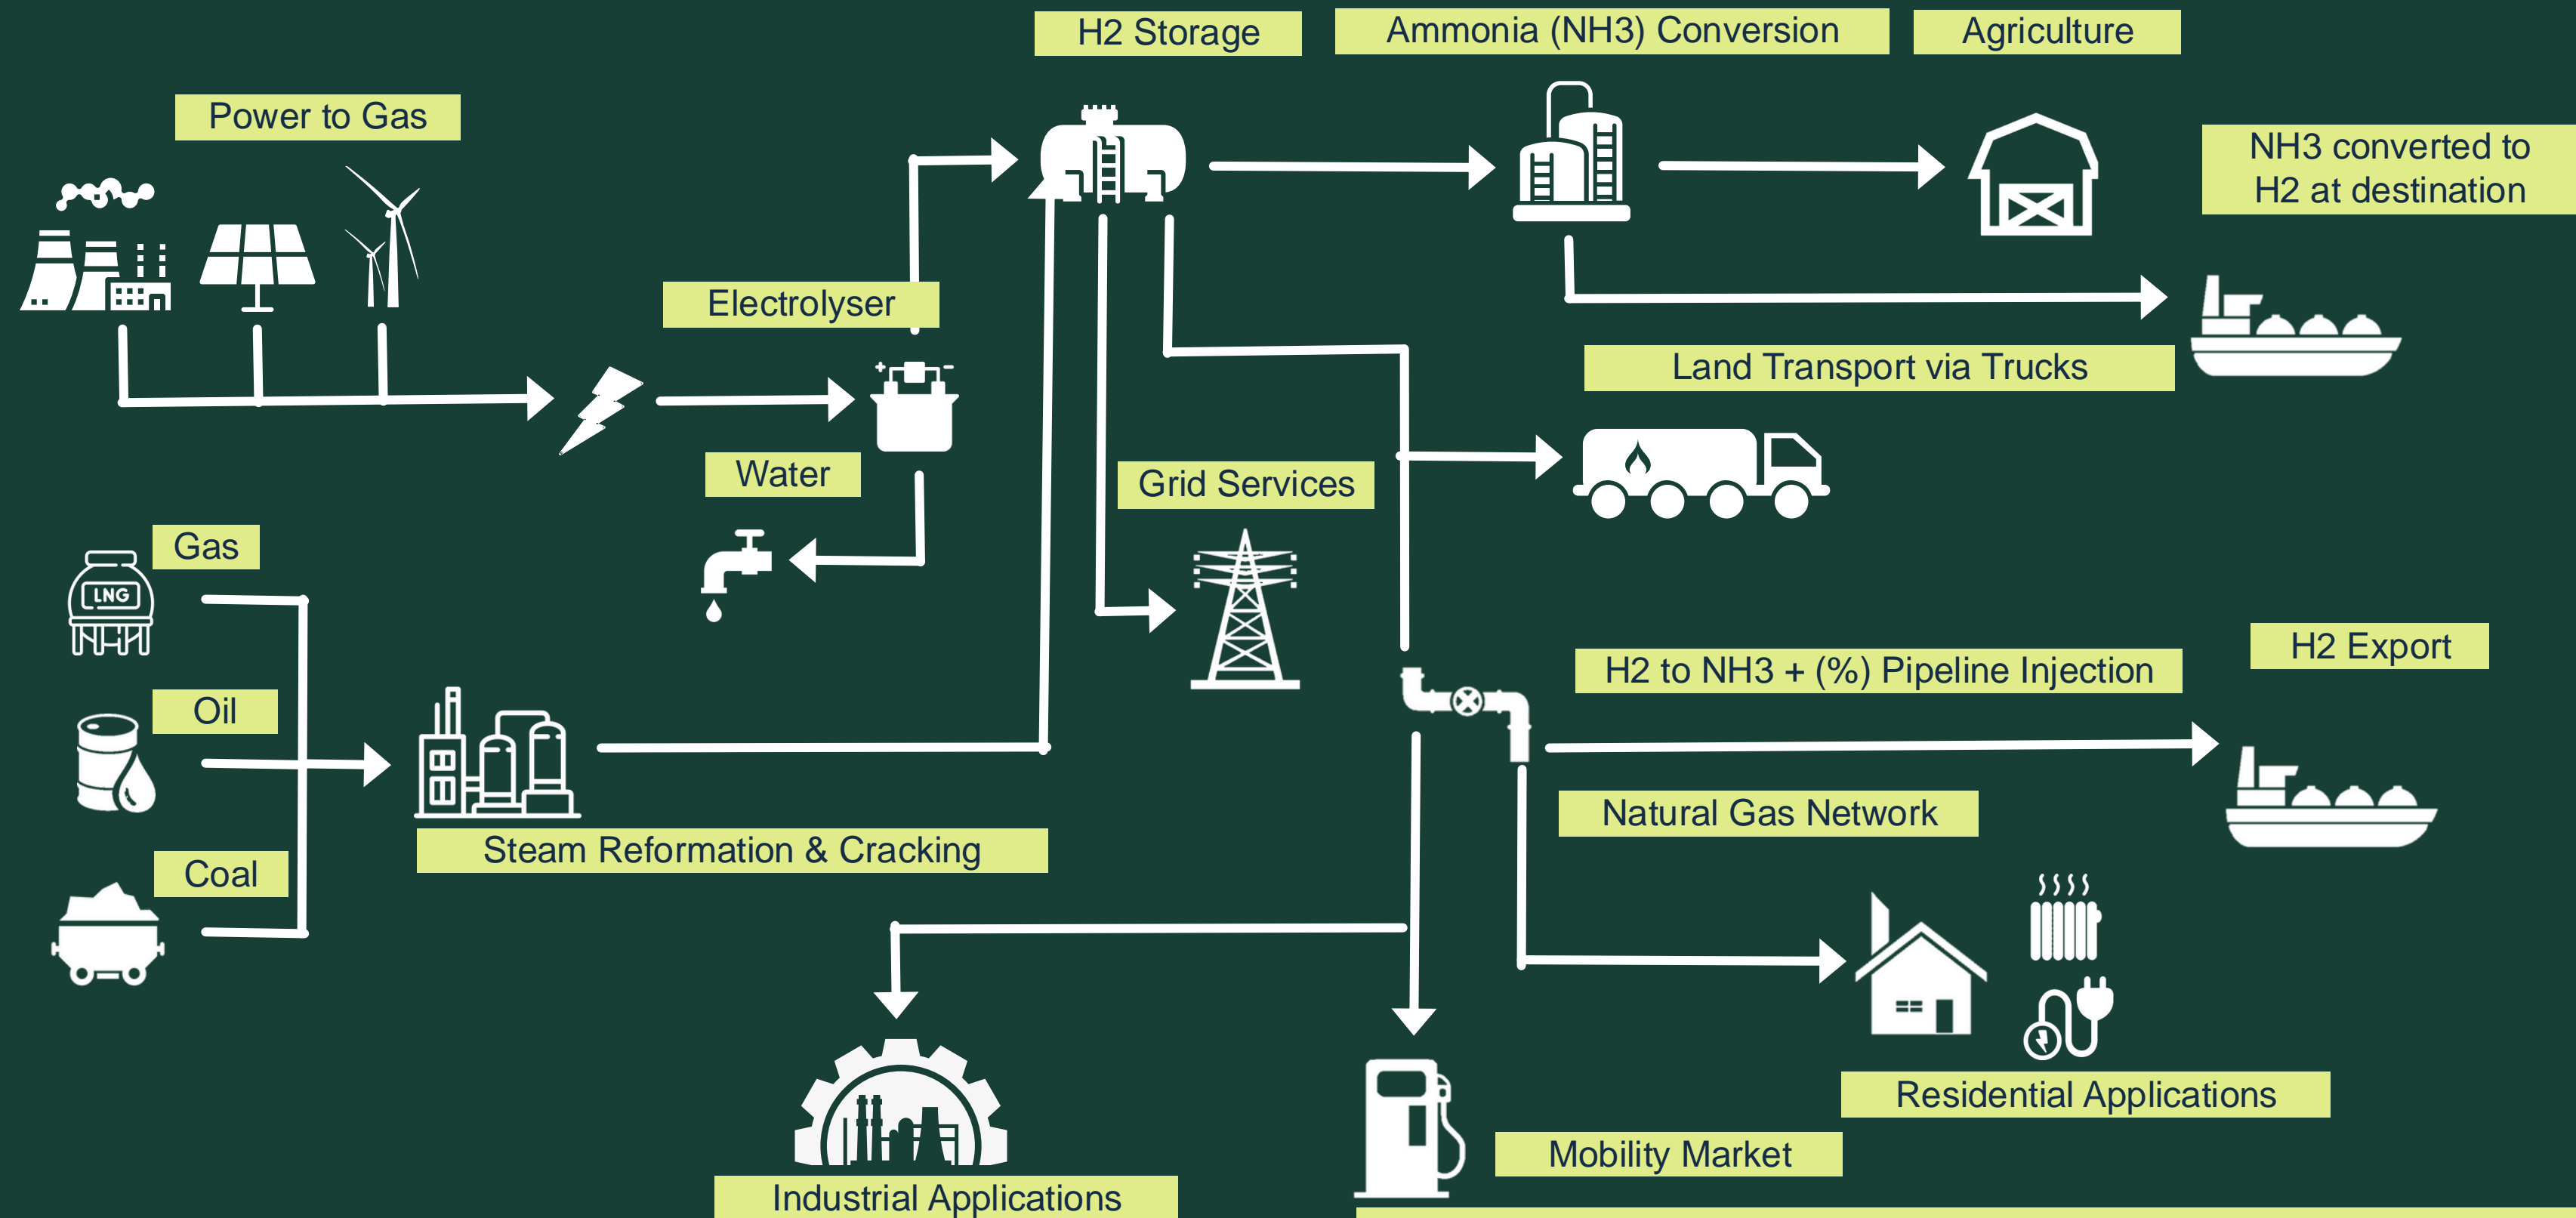 H2 Storage
Ammonia (NH3) Conversion
Agriculture
Power to Gas
NH3 converted to
H2 at destination
Electrolyser
Land Transport via Trucks
Water
Grid Services
Gas
LNG
H2 Export
H2 to NH3 + (%) Pipeline Injection
Oil
Natural Gas Network
Steam Reformation & Cracking
Coal
Residential Applications
Mobility Market
Industrial Applications